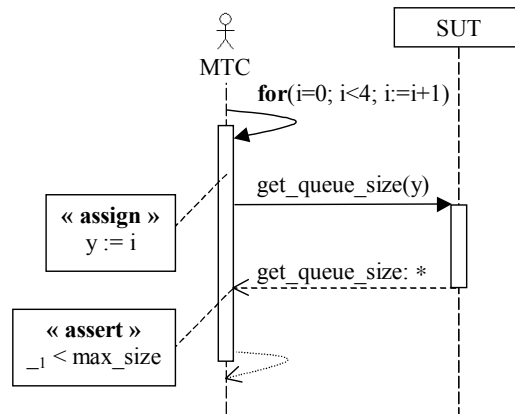 SUT
MTC
for(i=0; i<4; i:=i+1)
get_queue_size(y)
« assign »
y := i
get_queue_size: *
« assert »
_1 < max_size